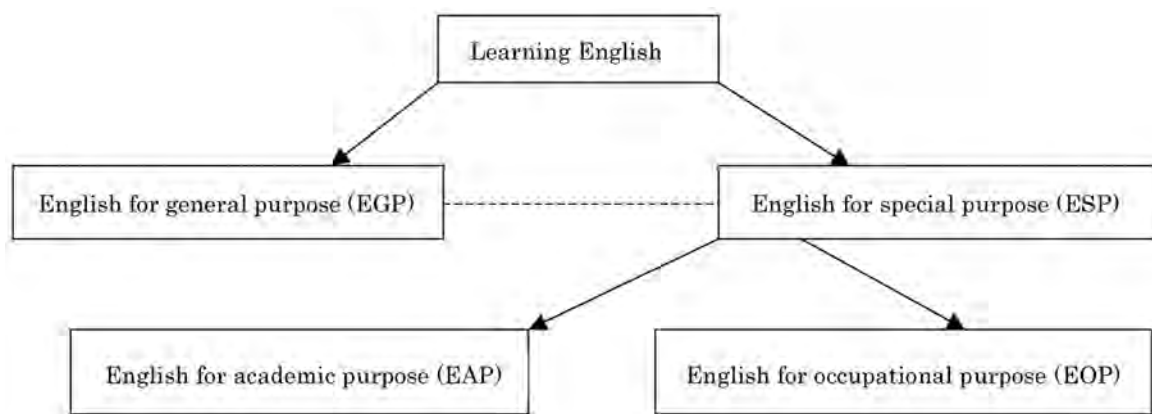 Learning English
English for general purpose (EGP)
English for special purpose (ESP)
English for academic purpose (EAP)
English for occupational purpose (EOP)